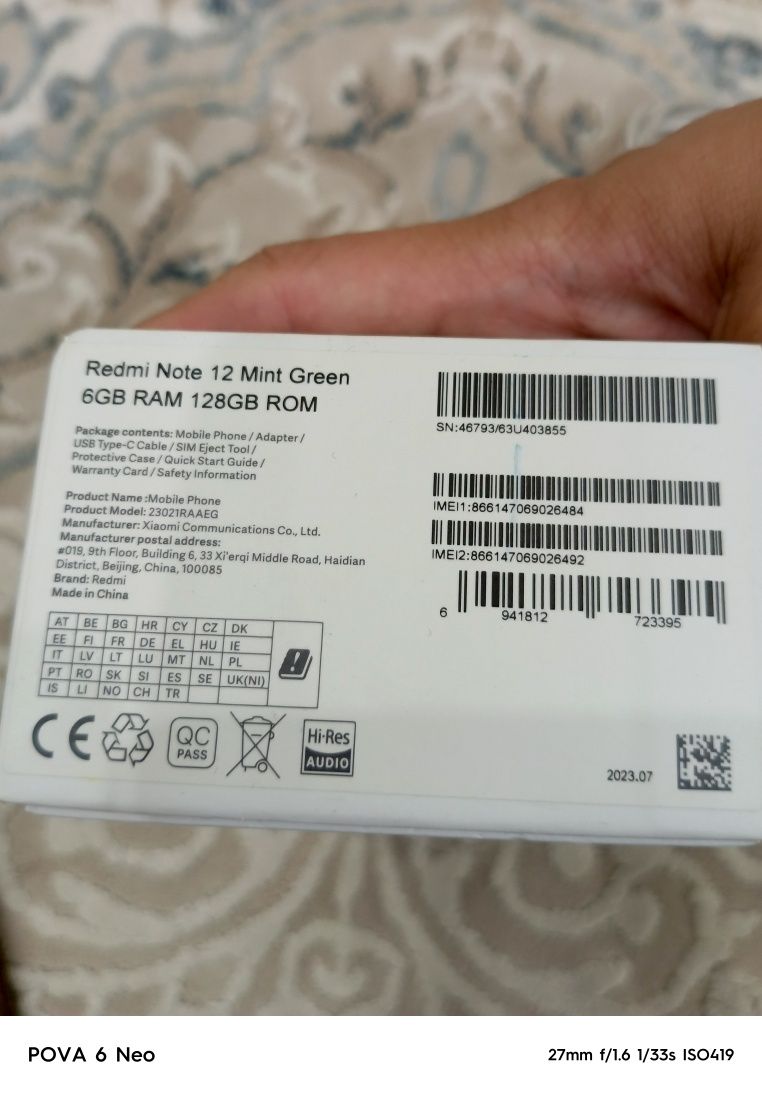 Redmi Note 12 Mint Green
6GB RAM 128GB ROM
Package contents: Mobile Phone / Adapter /
USB Type-C Cable / SIM Eject Tool /
Protective Case / Quick Start Guide /
Warranty Card / Safety Information
Product Name :Mobile Phone
Product Model: 23021RAAEG
Manufacturer: Xiaomi Communications Co., Ltd.
Manufacturer postal address:
#019, 9th Floor, Building 6, 33 Xi'erqi Middle Road, Haidian
District, Beijing, China, 100085
Brand: Redmi
Made in China
AT BE BG HR CY CZ DK
EE FI FR DE EL HU IE
IT LV LT LU MT NL PL
PT RO SK SI ES SE UK(NI)
IS LI NO CH TR
CE
QC
PASS
Hi-Res
AUDIO
SN:46793/63U403855
IMEI1:866147069026484
IMEI2:866147069026492
6 941812 723395
2023.07
POVA 6 Neo
27mm f/1.6 1/33s ISO419